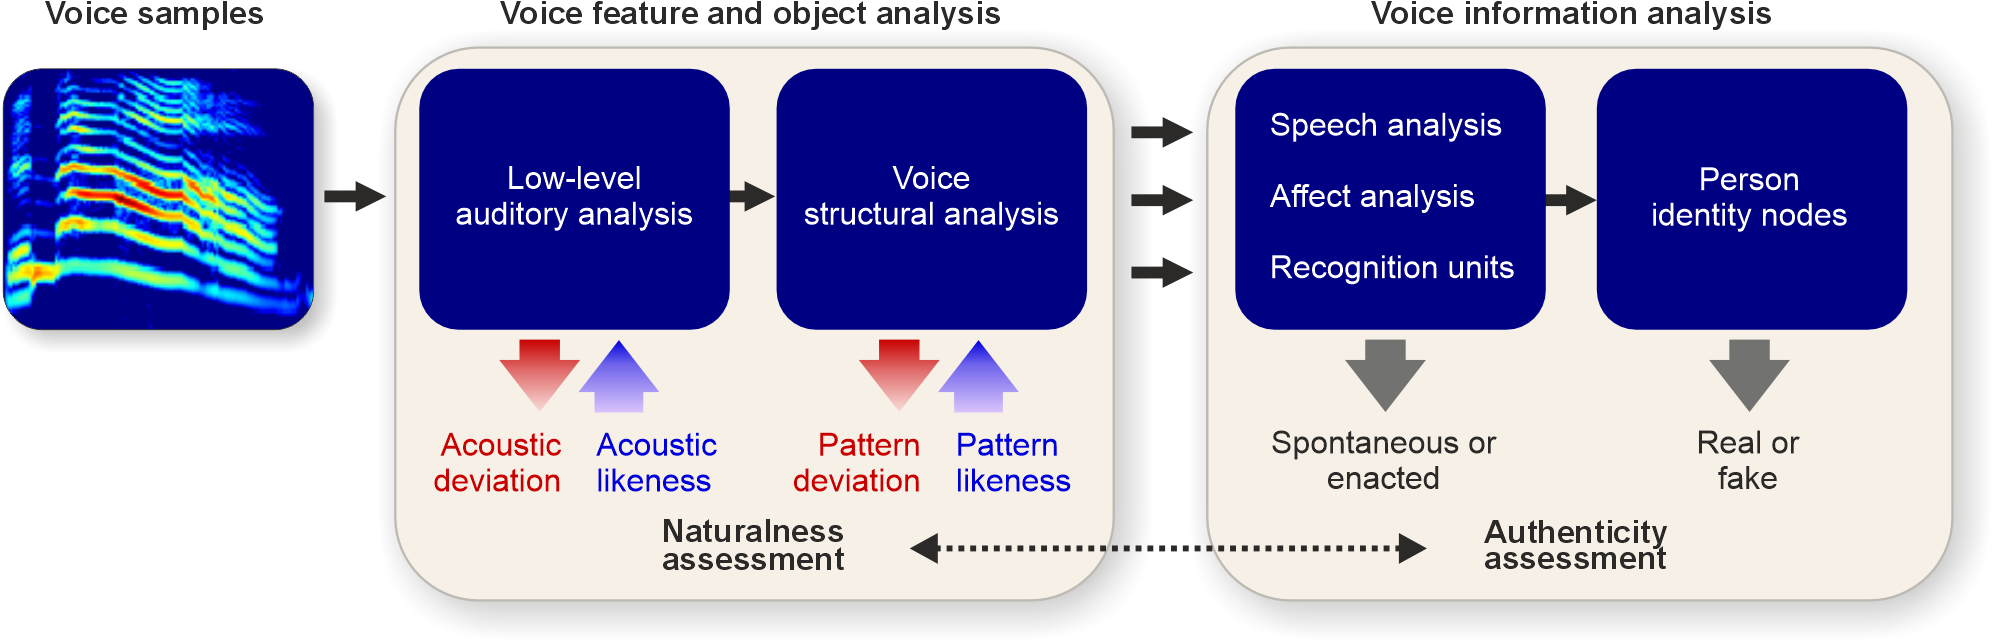 Voice samples
Voice feature and object analysis
Voice information analysis
Low-level
auditory analysis
Voice
structural analysis
Speech analysis
Affect analysis
Recognition units
Person
identity nodes
Acoustic
deviation
Acoustic
likeness
Pattern
deviation
Pattern
likeness
Spontaneous or
enacted
Real or
fake
Naturalness
assessment
Authenticity
assessment